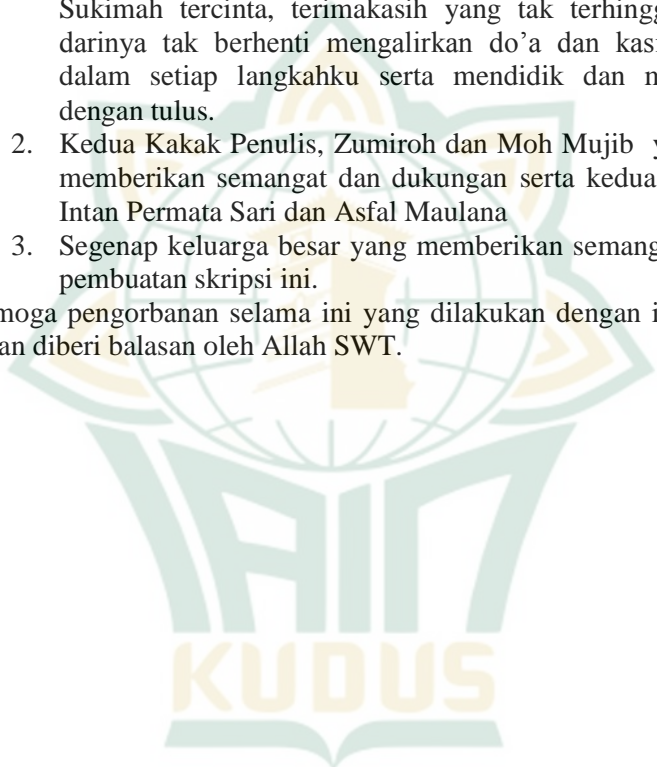 Sukimah tercinta, terimakasih yang tak terhingg
darinya tak berhenti mengalirkan do’a dan kasi
dalam setiap langkahku serta mendidik dan m
dengan tulus.
2. Kedua Kakak Penulis, Zumiroh dan Moh Mujib y
memberikan semangat dan dukungan serta kedua
Intan Permata Sari dan Asfal Maulana
3. Segenap keluarga besar yang memberikan semang
pembuatan skripsi ini.
moga pengorbanan selama ini yang dilakukan dengan i
an diberi balasan oleh Allah SWT.
IAIN
KUDUS